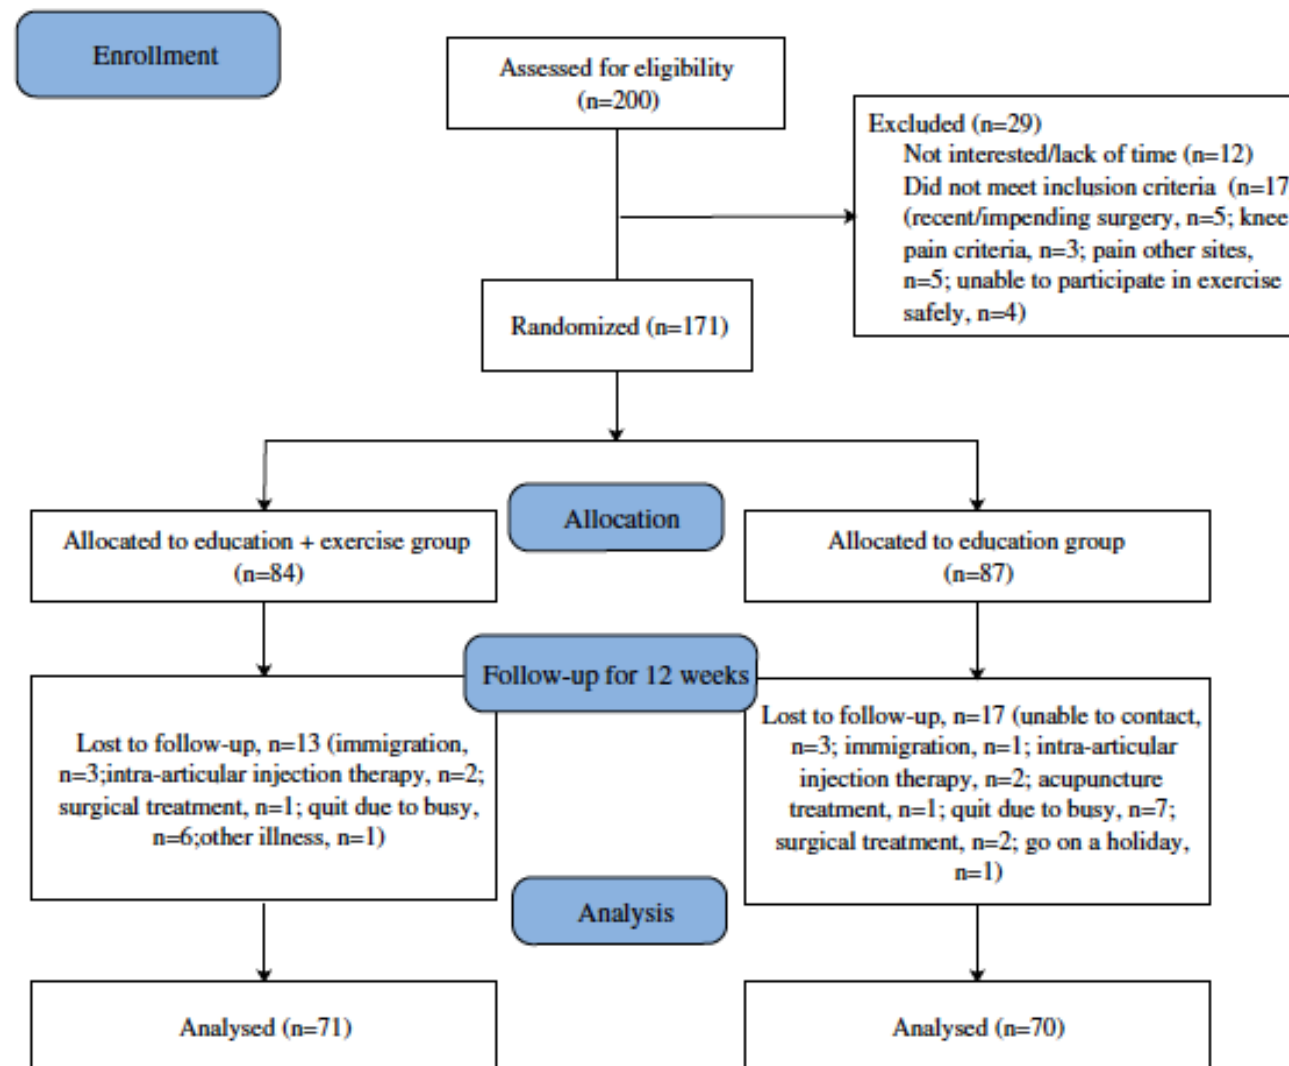 Enrollment
Assessed for eligibility
(n=200)
Excluded (n=29)
Not interested/lack of time (n=12)
Did not meet inclusion criteria (n=17
(recent/impending surgery, n=5; knee
pain criteria, n=3; pain other sites,
n=5; unable to participate in exercise
safely, n=4)
Randomized (n=171)
Allocation
Allocated to education + exercise group
(n=84)
Allocated to education group
(n=87)
Follow-up for 12 weeks
Lost to follow-up, n=13 (immigration,
n=3;intra-articular injection therapy, n=2;
surgical treatment, n=1; quit due to busy,
n=6;other illness, n=1)
Lost to follow-up, n=17 (unable to contact,
n=3; immigration, n=1; intra-articular
injection therapy, n=2; acupuncture
treatment, n=1; quit due to busy, n=7;
surgical treatment, n=2; go on a holiday,
n=1)
Analysis
Analysed (n=71)
Analysed (n=70)